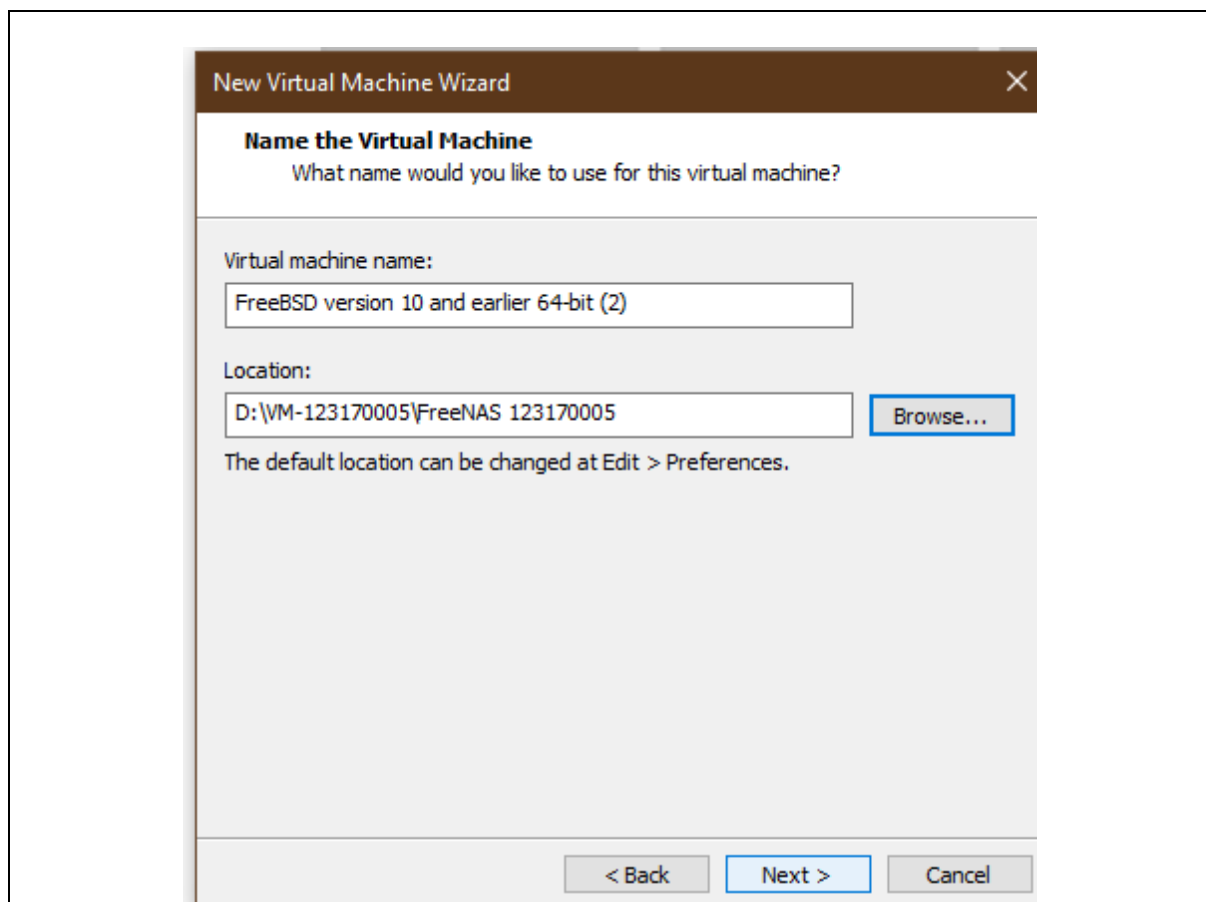 New Virtual Machine Wizard
Name the Virtual Machine
What name would you like to use for this virtual machine?
Virtual machine name:
FreeBSD version 10 and earlier 64-bit (2)
Location:
D:\VM-123170005\FreeNAS 123170005
Browse...
The default location can be changed at Edit > Preferences.
< Back
Next >
Cancel